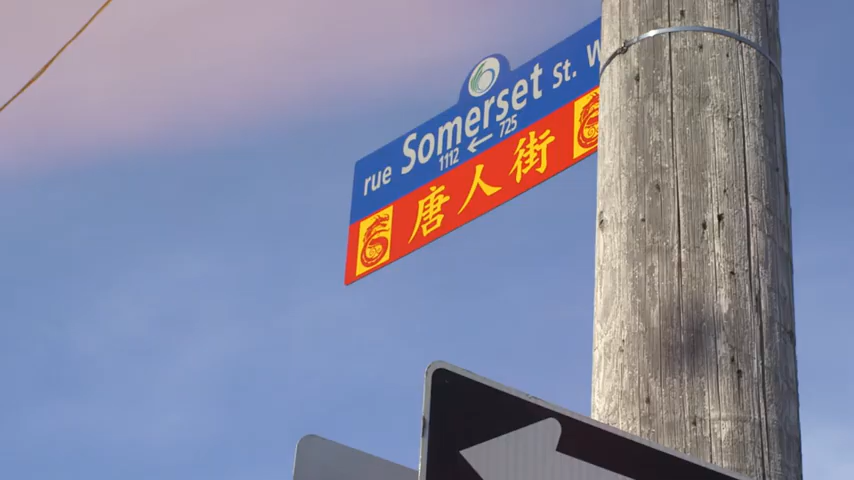 rue Somerset St. W
1112 ← 725
唐人街